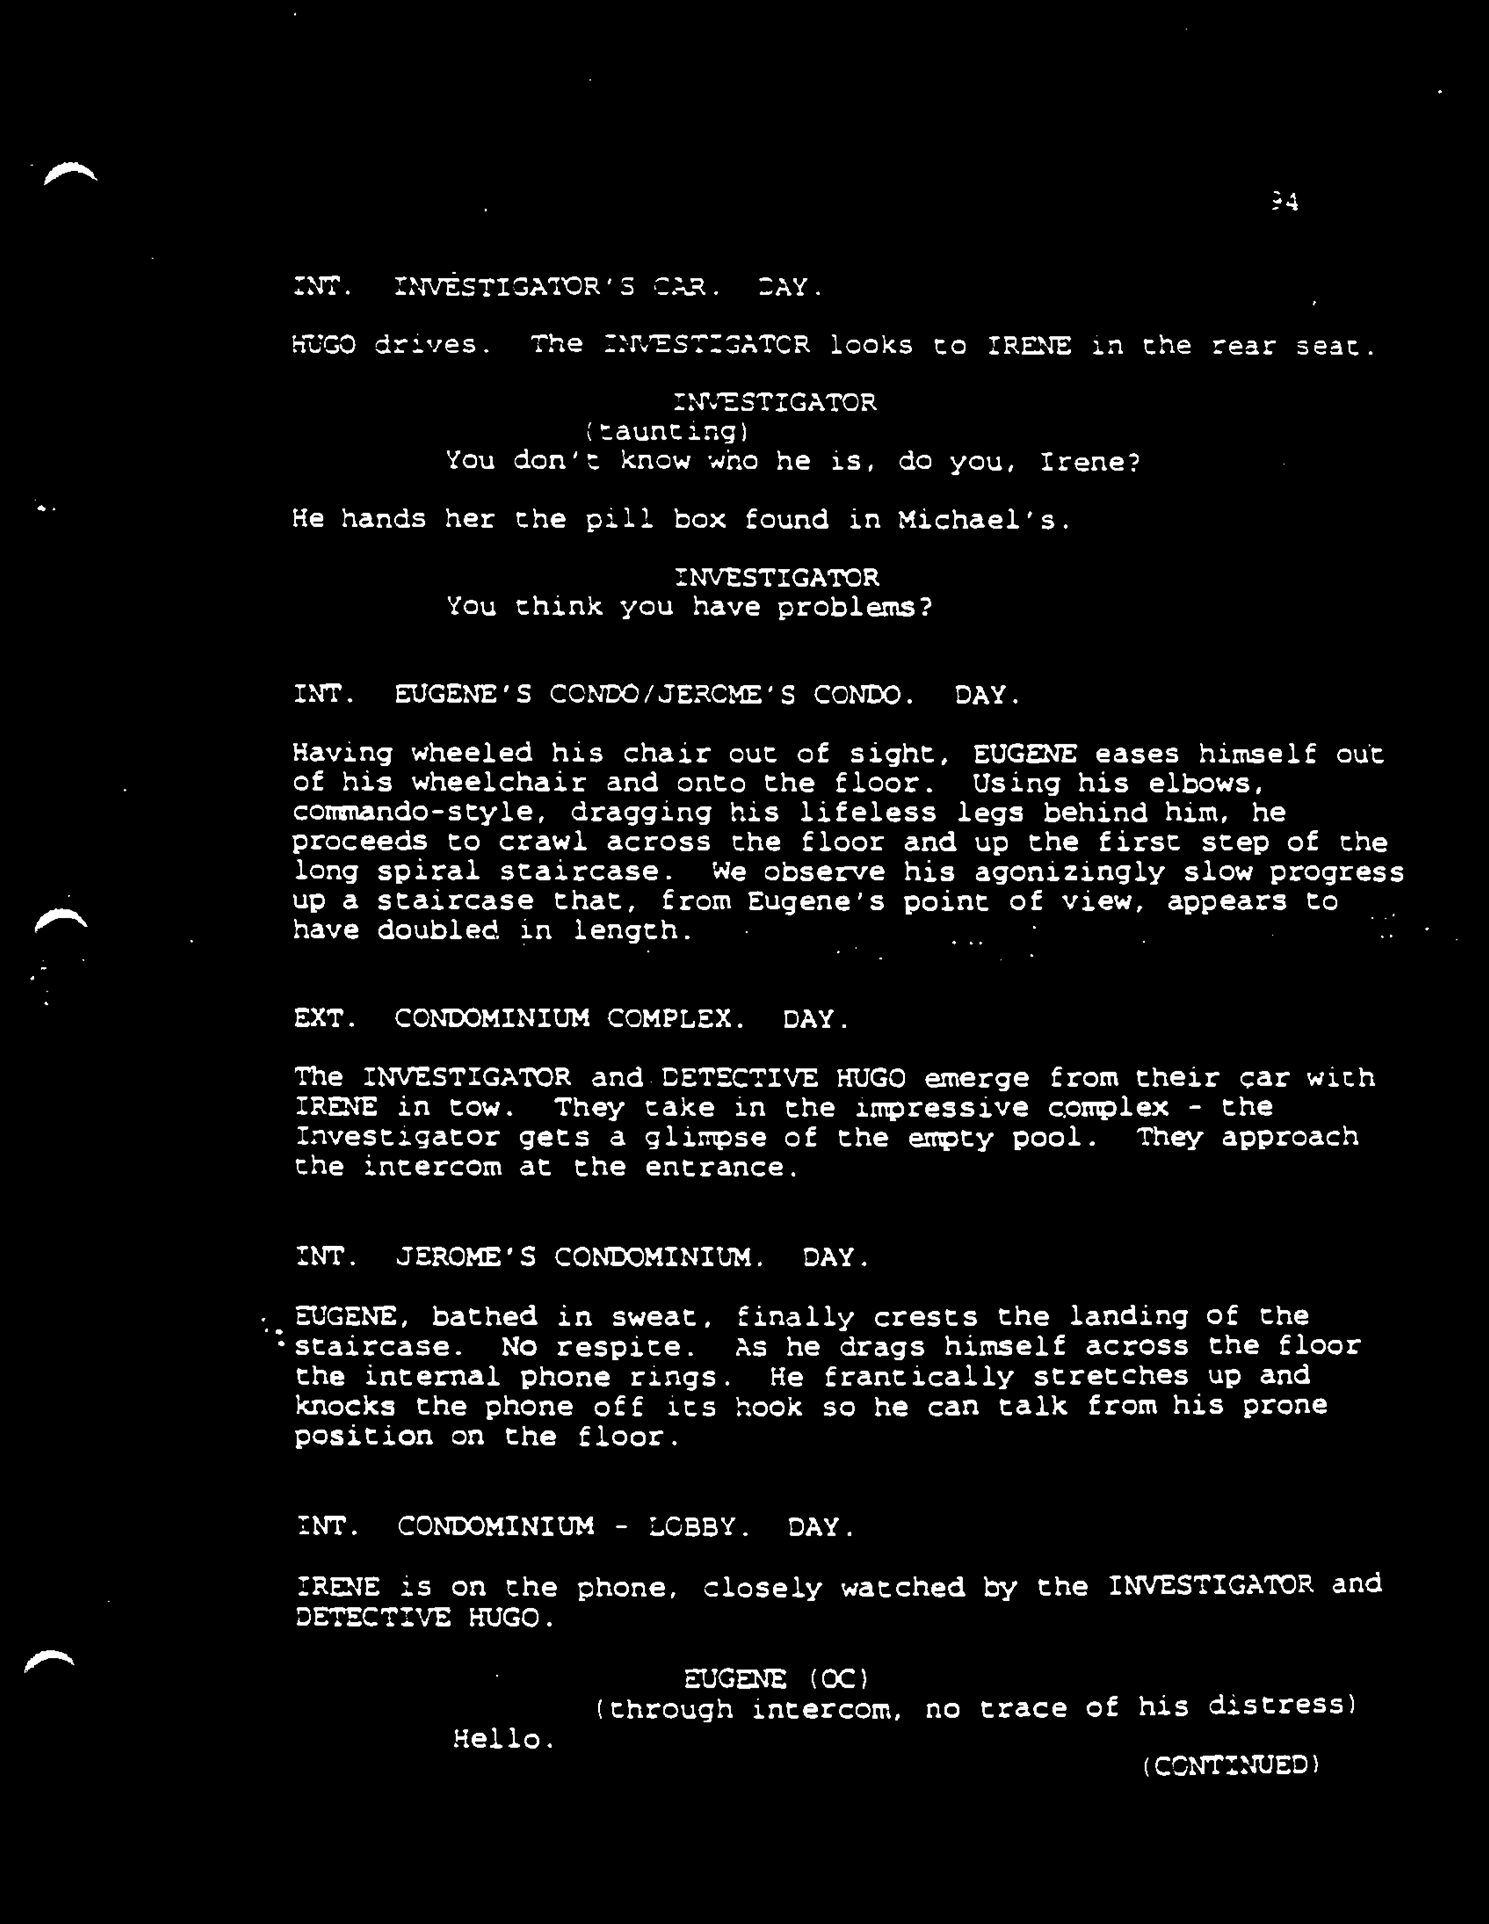 94
INT. INVESTIGATOR'S CAR. DAY.
HUGO drives. The INVESTIGATOR looks to IRENE in the rear seat.
INVESTIGATOR
(taunting)
You don't know who he is, do you, Irene?
He hands her the pill box found in Michael's.
INVESTIGATOR
You think you have problems?
INT. EUGENE'S CONDO/JEROME'S CONDO. DAY.
Having wheeled his chair out of sight, EUGENE eases himself out
of his wheelchair and onto the floor. Using his elbows,
commando-style, dragging his lifeless legs behind him, he
proceeds to crawl across the floor and up the first step of the
long spiral staircase. We observe his agonizingly slow progress
up a staircase that, from Eugene's point of view, appears to
have doubled in length.
EXT. CONDOMINIUM COMPLEX. DAY.
The INVESTIGATOR and DETECTIVE HUGO emerge from their car with
IRENE in tow. They take in the impressive complex - the
Investigator gets a glimpse of the empty pool. They approach
the intercom at the entrance.
INT. JEROME'S CONDOMINIUM. DAY.
EUGENE, bathed in sweat, finally crests the landing of the
staircase. No respite. As he drags himself across the floor
the internal phone rings. He frantically stretches up and
knocks the phone off its hook so he can talk from his prone
position on the floor.
INT. CONDOMINIUM - LOBBY. DAY.
IRENE is on the phone, closely watched by the INVESTIGATOR and
DETECTIVE HUGO.
EUGENE (OC)
(through intercom, no trace of his distress)
Hello.
(CONTINUED)